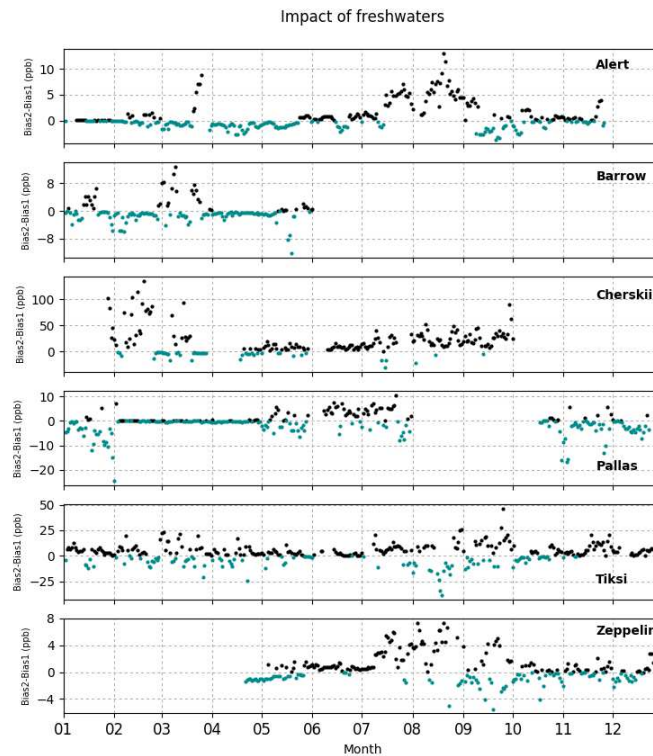 Impact of freshwaters
Bias2-Bias1 (ppb)
10
5
0
Alert
Bias2-Bias1 (ppb)
8
0
−8
Barrow
Bias2-Bias1 (ppb)
100
50
0
Cherskii
Bias2-Bias1 (ppb)
10
0
−10
−20
Pallas
Bias2-Bias1 (ppb)
50
25
0
−25
Tiksi
Bias2-Bias1 (ppb)
8
4
0
−4
Zeppelin
01 02 03 04 05 06 07 08 09 10 11 12
Month